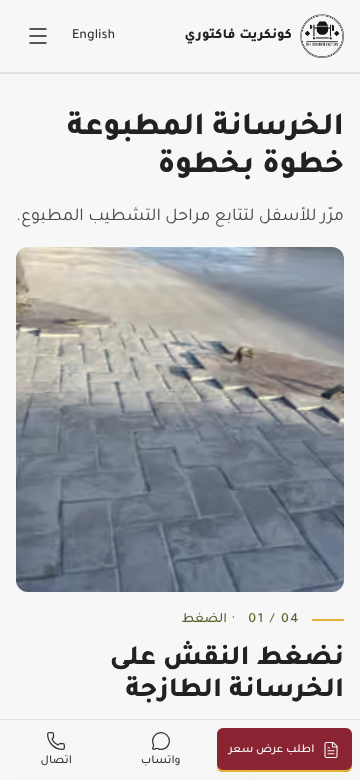 كونكريت فاكتوري
English
الخرسانة المطبوعة
خطوة بخطوة
مرّر للأسفل لتتابع مراحل التشطيب المطبوع.
01 / 04 · الضغط
نضغط النقش على
الخرسانة الطازجة
اطلب عرض سعر
واتساب
اتصال